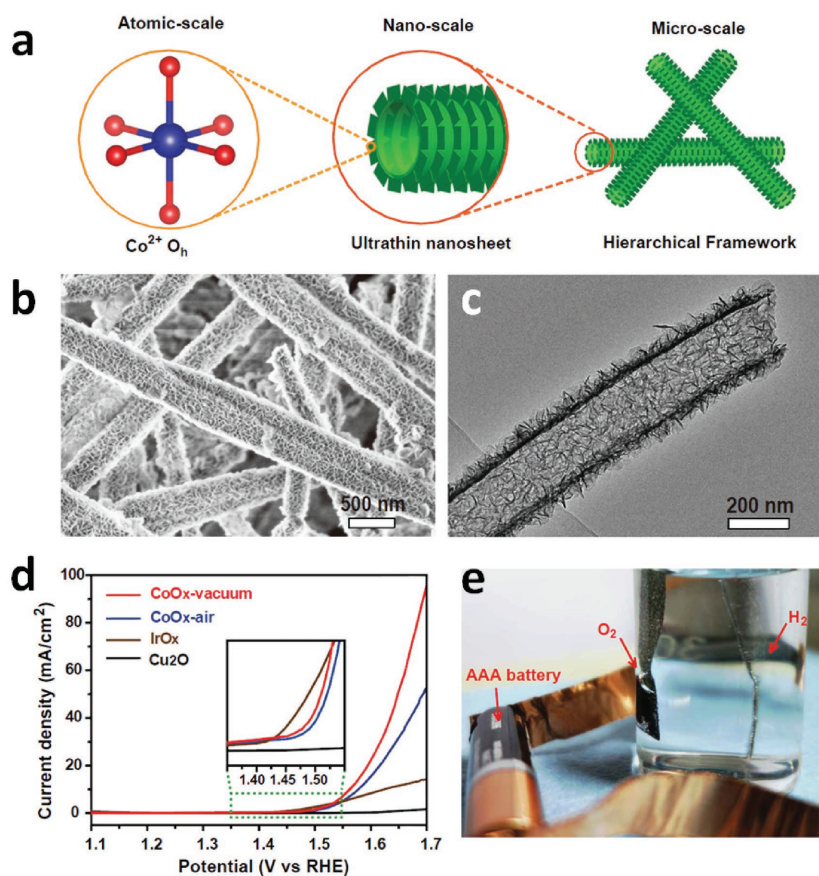 a
Atomic-scale
Nano-scale
Micro-scale
Co²⁺ Oₕ
Ultrathin nanosheet
Hierarchical Framework
b
500 nm
c
200 nm
d
Current density (mA/cm²)
100
80
60
40
20
0
CoOx-vacuum
CoOx-air
IrOx
Cu2O
1.40 1.45 1.50
1.1 1.2 1.3 1.4 1.5 1.6 1.7
Potential (V vs RHE)
e
O₂
H₂
AAA battery